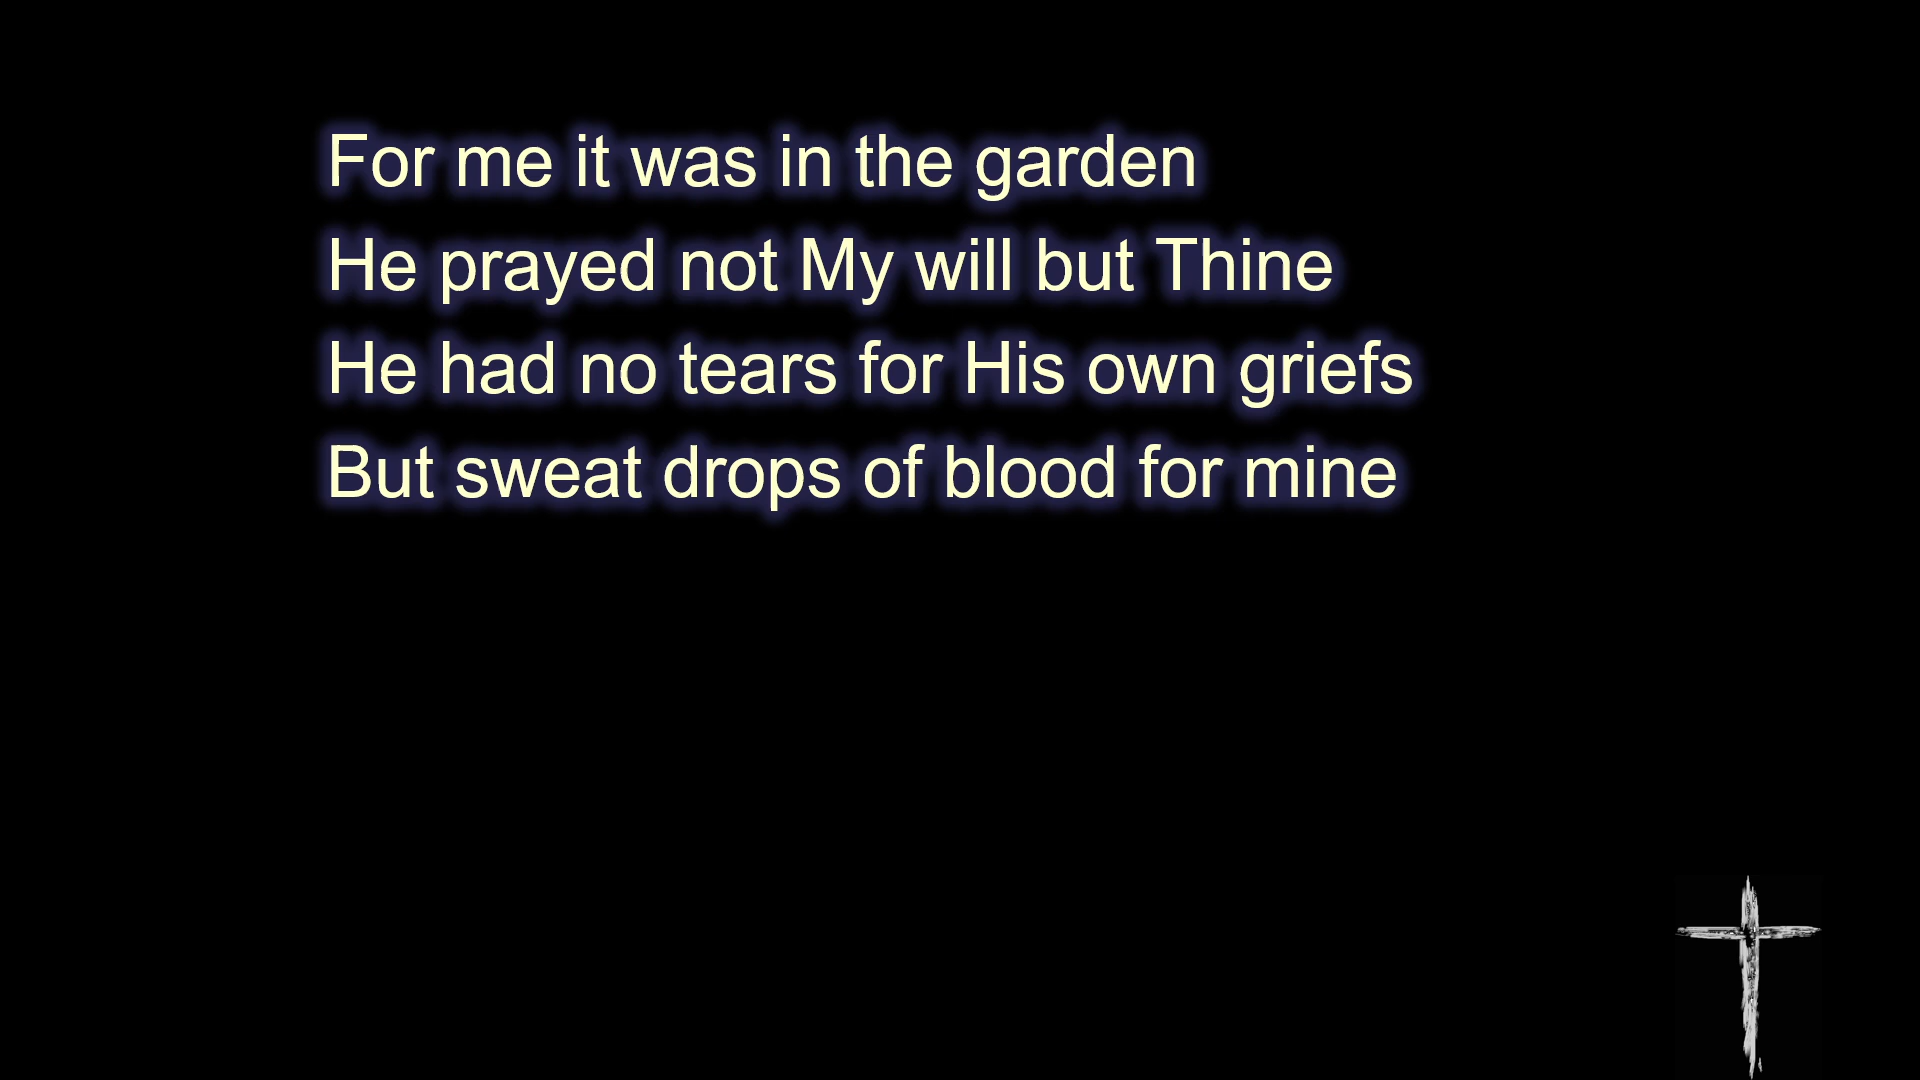 For me it was in the garden
He prayed not My will but Thine
He had no tears for His own griefs
But sweat drops of blood for mine